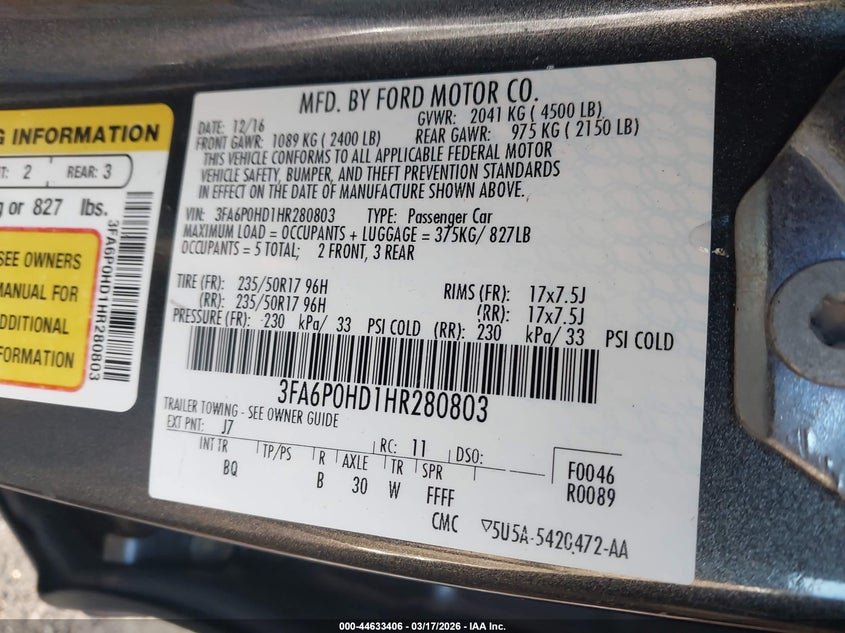 G INFORMATION
NT: 2 REAR: 3
g or 827 lbs.
SEE OWNERS
MANUAL FOR
ADDITIONAL
INFORMATION
3FA6P0HD1HR280803
MFD. BY FORD MOTOR CO.
DATE: 12/16 GVWR: 2041 KG ( 4500 LB)
FRONT GAWR: 1089 KG ( 2400 LB) REAR GAWR: 975 KG ( 2150 LB)
THIS VEHICLE CONFORMS TO ALL APPLICABLE FEDERAL MOTOR
VEHICLE SAFETY, BUMPER, AND THEFT PREVENTION STANDARDS
IN EFFECT ON THE DATE OF MANUFACTURE SHOWN ABOVE.
VIN: 3FA6P0HD1HR280803 TYPE: Passenger Car
MAXIMUM LOAD = OCCUPANTS + LUGGAGE = 375KG/ 827LB
OCCUPANTS = 5 TOTAL; 2 FRONT, 3 REAR
TIRE (FR): 235/50R17 96H RIMS (FR): 17x7.5J
(RR): 235/50R17 96H (RR): 17x7.5J
PRESSURE (FR): 230 kPa/ 33 PSI COLD (RR): 230 kPa/ 33 PSI COLD
3FA6P0HD1HR280803
TRAILER TOWING - SEE OWNER GUIDE
EXT PNT: J7 RC: 11 DSO:
INT TR TP/PS R AXLE TR SPR F0046
BQ B 30 W FFFF R0089
CMC ▽5U5A-5420472-AA
000-44633406 - 03/17/2026 - IAA Inc.